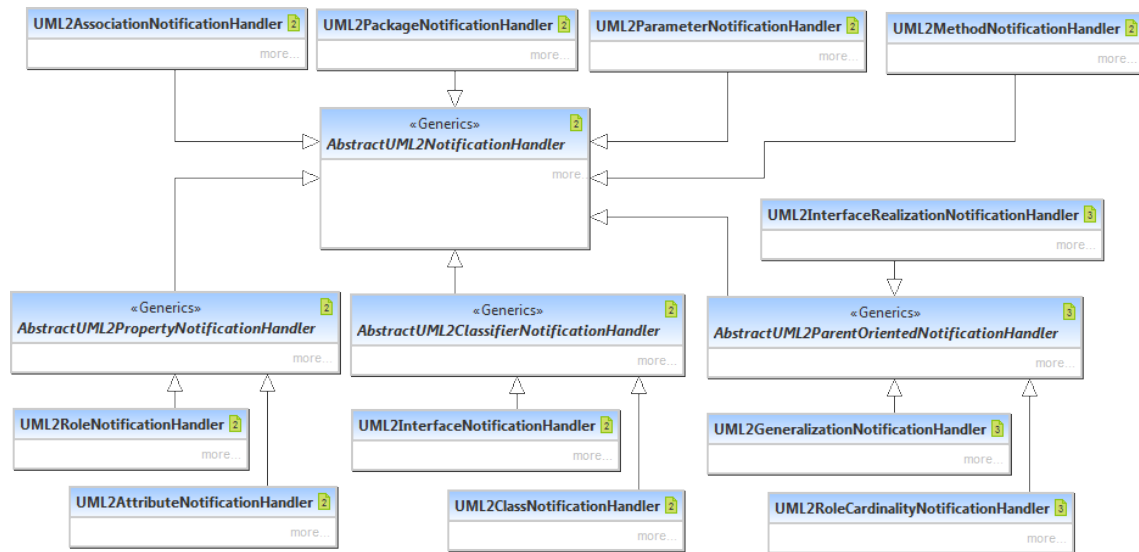 UML2AssociationNotificationHandler 2
more...
UML2PackageNotificationHandler 2
more...
UML2ParameterNotificationHandler 2
more...
UML2MethodNotificationHandler 2
more...
«Generics» 2
AbstractUML2NotificationHandler
more...
UML2InterfaceRealizationNotificationHandler 3
more...
«Generics» 2
AbstractUML2PropertyNotificationHandler
more...
«Generics» 2
AbstractUML2ClassifierNotificationHandler
more...
«Generics» 3
AbstractUML2ParentOrientedNotificationHandler
more...
UML2RoleNotificationHandler 2
more...
UML2InterfaceNotificationHandler 2
more...
UML2GeneralizationNotificationHandler 3
more...
UML2AttributeNotificationHandler 2
more...
UML2ClassNotificationHandler 2
more...
UML2RoleCardinalityNotificationHandler 3
more...